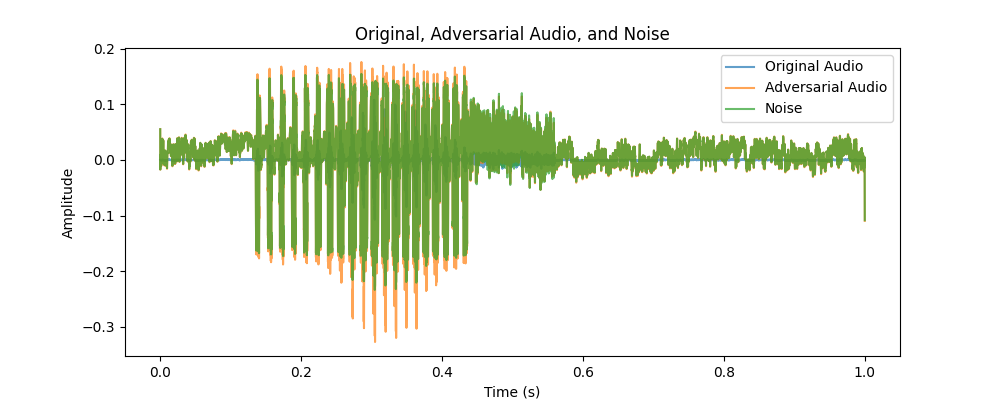 Original, Adversarial Audio, and Noise
Original Audio
Adversarial Audio
Noise
Amplitude
0.2
0.1
0.0
−0.1
−0.2
−0.3
0.0 0.2 0.4 0.6 0.8 1.0
Time (s)